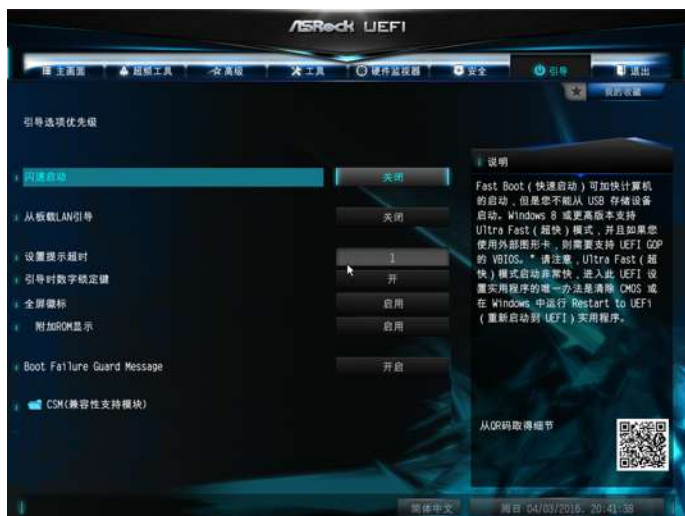 ASRock UEFI
主画面
超频工具
高级
工具
硬件监视器
安全
引导
退出
我的收藏
引导选项优先级
闪速启动 关闭
从板载LAN引导 关闭
设置提示超时 1
引导时数字锁定键 开
全屏徽标 启用
附加ROM显示 启用
Boot Failure Guard Message 开启
CSM(兼容性支持模块)
说明
Fast Boot (快速启动) 可加快计算机
的启动，但是您不能从 USB 存储设备
启动。Windows 8 或更高版本支持
Ultra Fast (超快) 模式，并且如果您
使用外部图形卡，则需要支持 UEFI GOP
的 VBIOS。* 请注意，Ultra Fast (超
快) 模式启动非常快，进入此 UEFI 设
置实用程序的唯一办法是清除 CMOS 或
在 Windows 中运行 Restart to UEFI
(重新启动到 UEFI) 实用程序。
从QR码取得细节
简体中文
周日 04/03/2016. 20:41:38